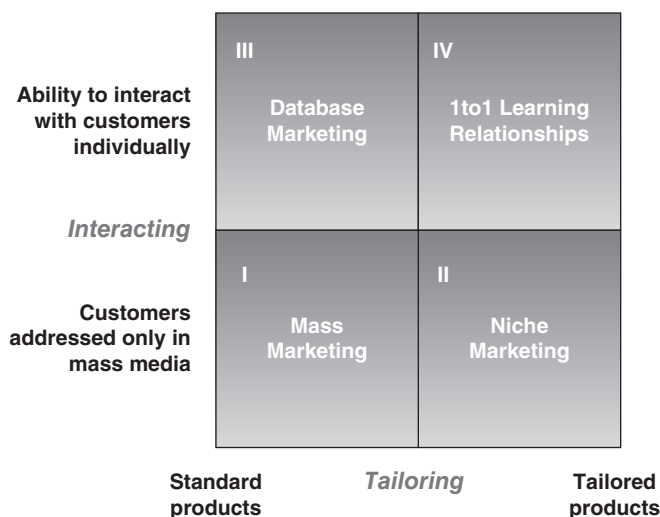 III
IV
Ability to interact
with customers
individually
Database
Marketing
1to1 Learning
Relationships
Interacting
I
II
Customers
addressed only in
mass media
Mass
Marketing
Niche
Marketing
Standard
products
Tailoring
Tailored
products